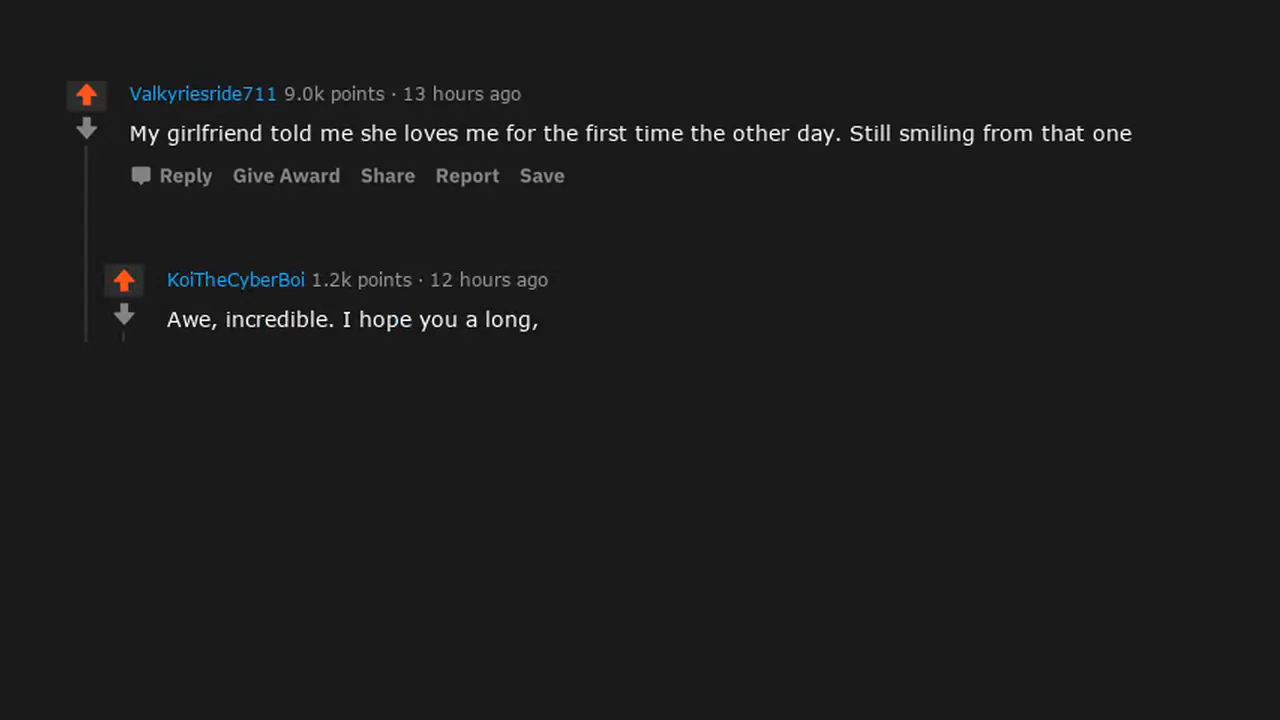 Valkyriesride711 9.0k points · 13 hours ago
My girlfriend told me she loves me for the first time the other day. Still smiling from that one
Reply Give Award Share Report Save
KoiTheCyberBoi 1.2k points · 12 hours ago
Awe, incredible. I hope you a long,